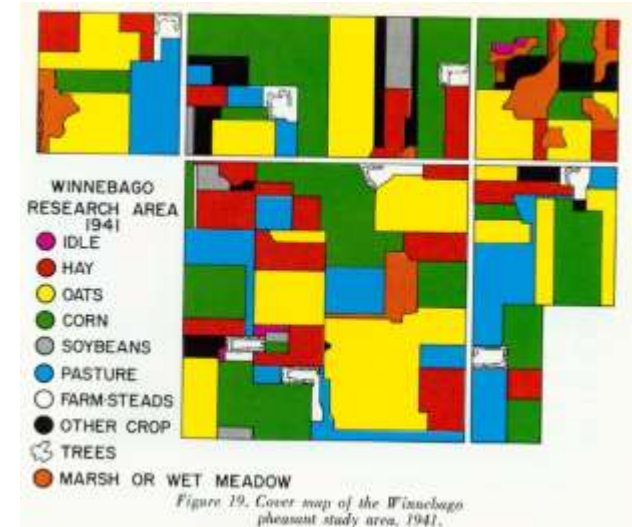 WINNEBAGO
RESEARCH AREA
1941
IDLE
HAY
OATS
CORN
SOYBEANS
PASTURE
FARM-STEADS
OTHER CROP
TREES
MARSH OR WET MEADOW
Figure 19. Cover map of the Winnebago
pheasant study area, 1941.